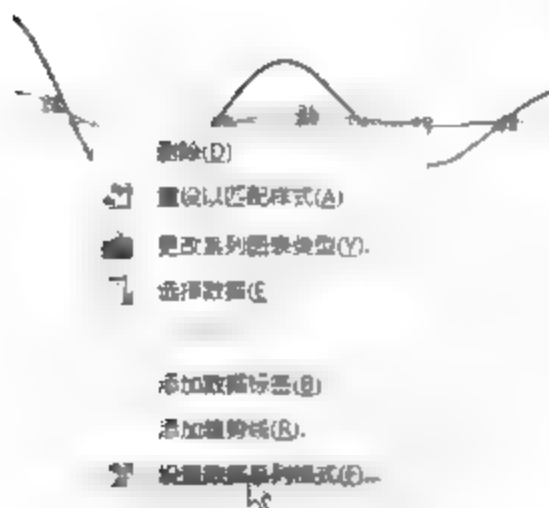 删除(D)
重设以匹配样式(A)
更改系列图表类型(Y).
选择数据(E
添加数据标签(B)
添加趋势线(R).
设置数据系列格式(F)...